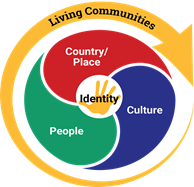 Living Communities
Country/
Place
Identity
Culture
People